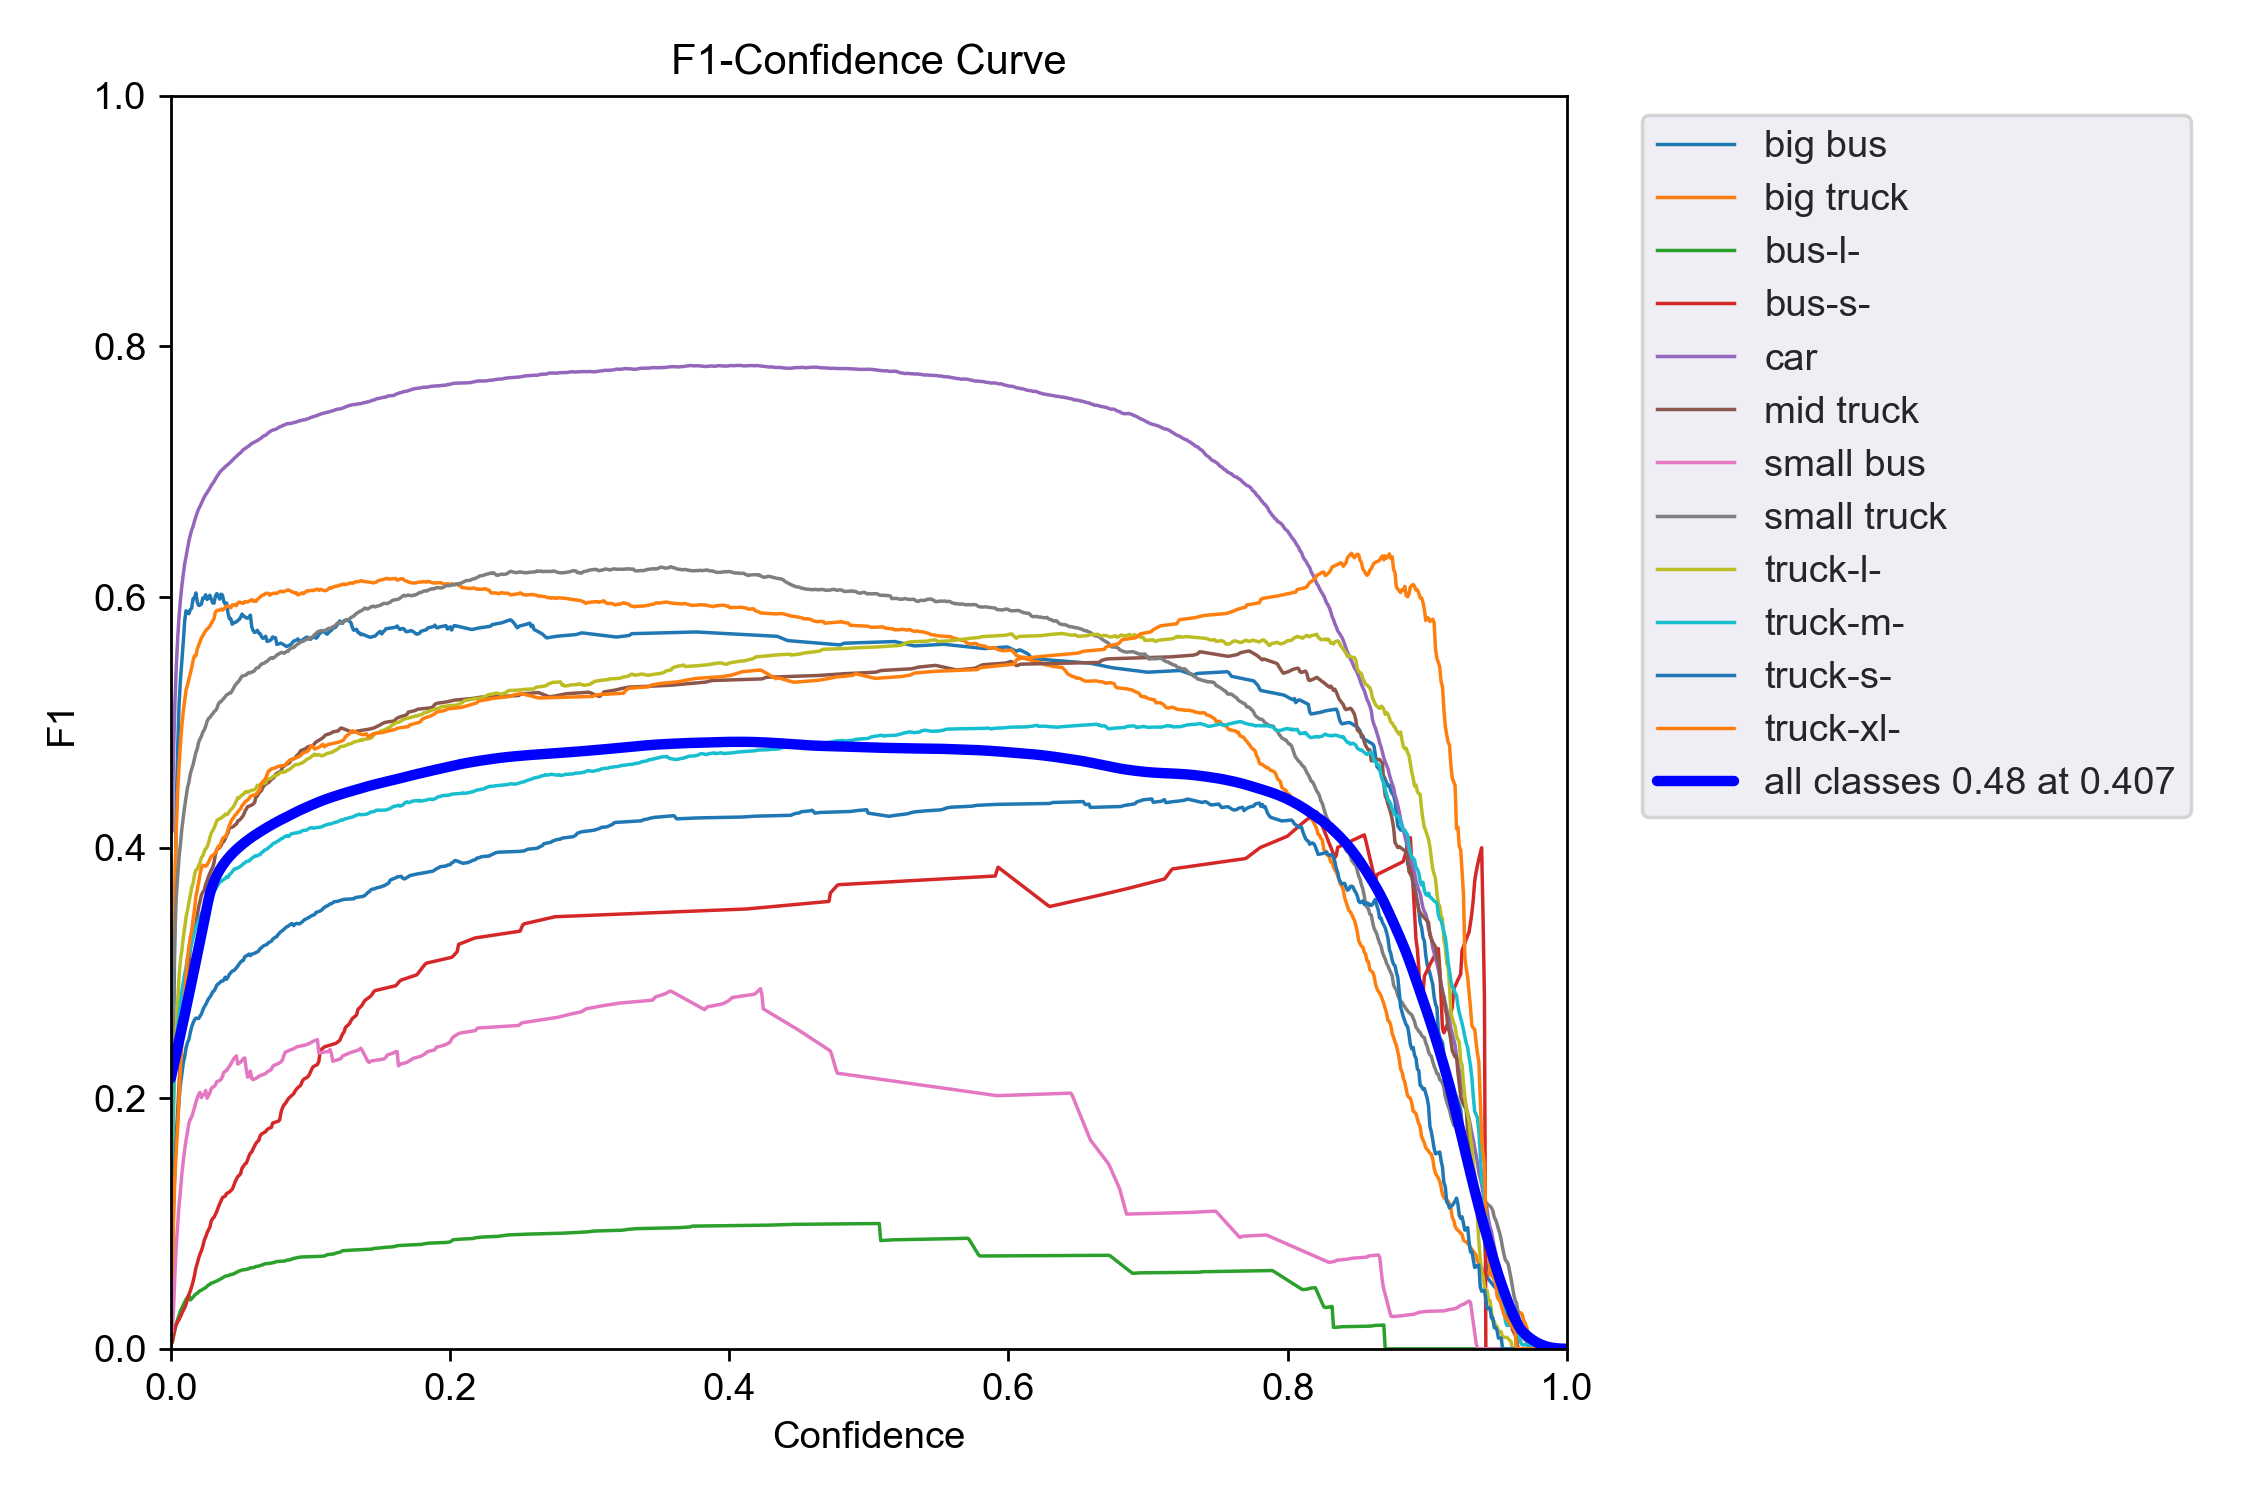 F1-Confidence Curve
1.0
0.8
0.6
0.4
0.2
0.0
F1
0.0 0.2 0.4 0.6 0.8 1.0
Confidence
big bus
big truck
bus-l-
bus-s-
car
mid truck
small bus
small truck
truck-l-
truck-m-
truck-s-
truck-xl-
all classes 0.48 at 0.407